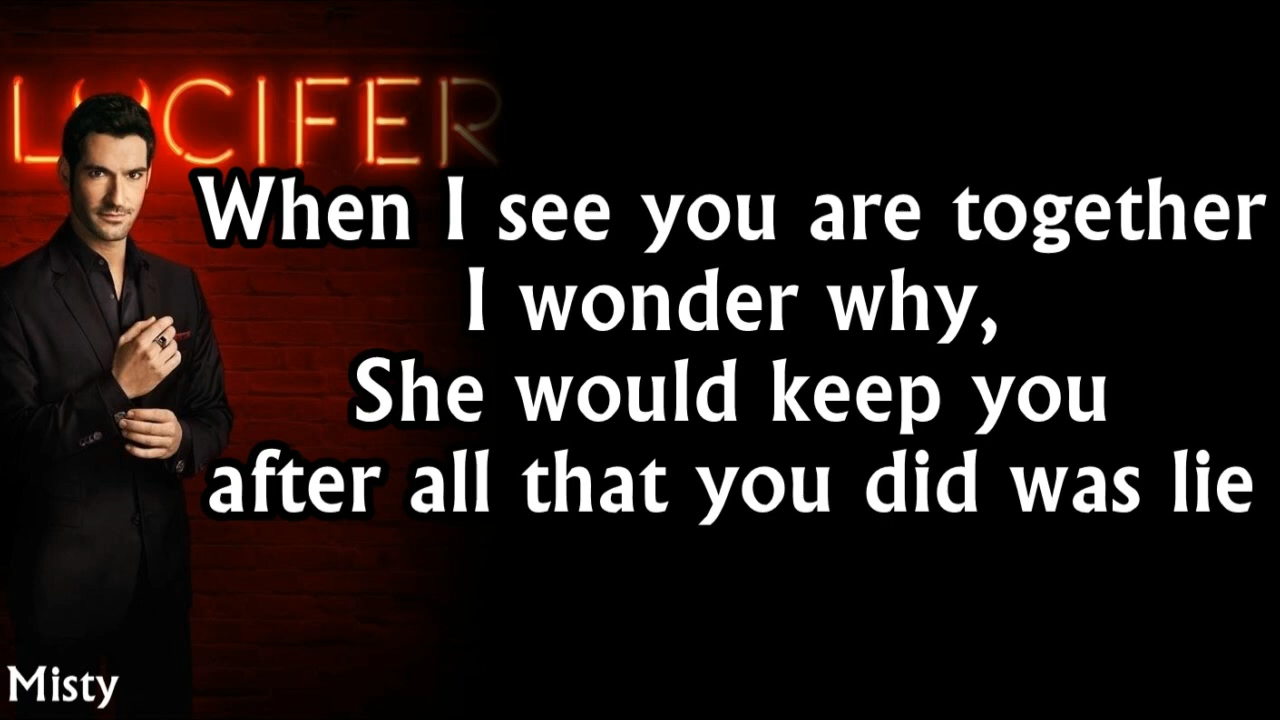 LUCIFER
When I see you are together
I wonder why,
She would keep you
after all that you did was lie
Misty